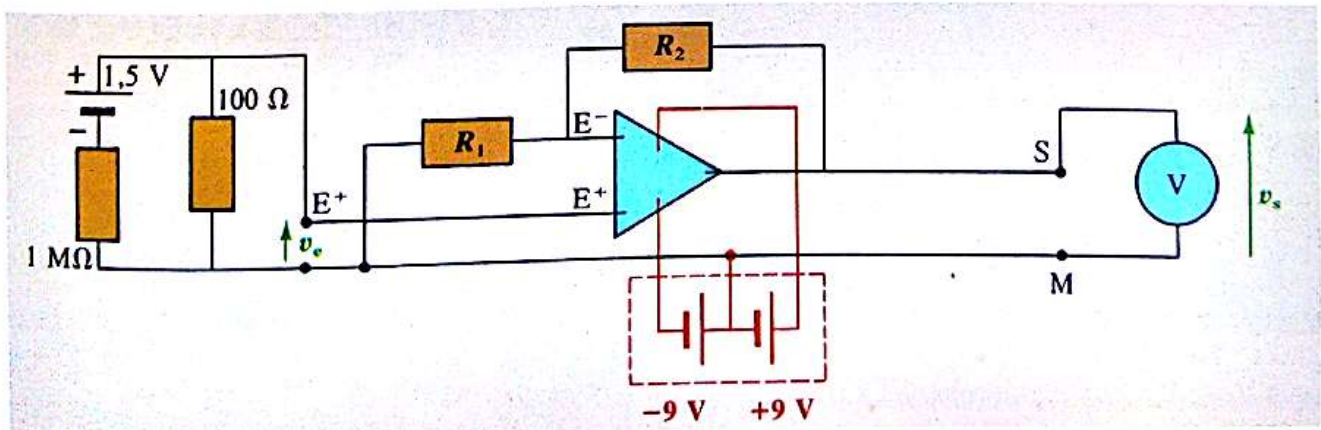 R₂
+ 1,5 V
100 Ω
−
R₁
E⁻
S
V
vₛ
E⁺
E⁺
vₑ
1 MΩ
M
−9 V +9 V